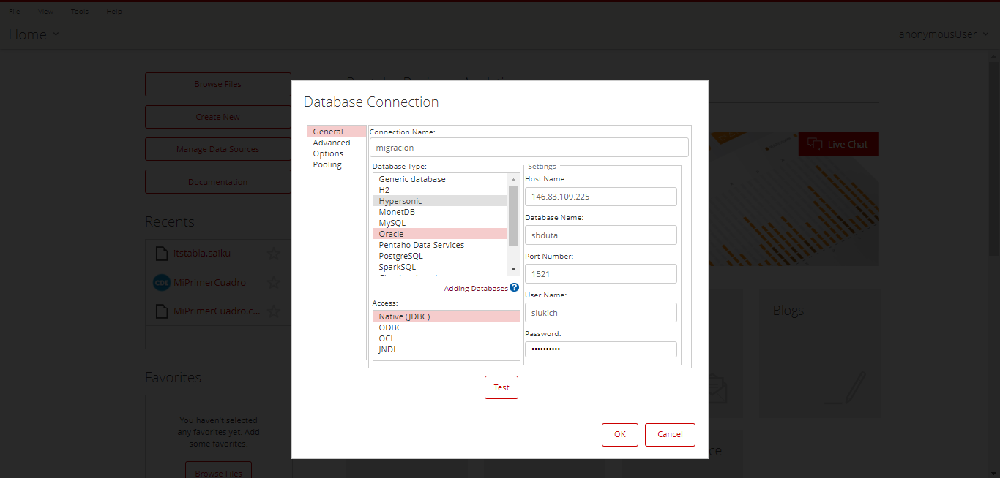 File View Tools Help
Home
anonymousUser
Browse Files
Create New
Manage Data Sources
Documentation
Recents
itstabla.saiku
CDE
MiPrimerCuadro
MiPrimerCuadro.c...
Favorites
You haven't selected
any favorites yet. Add
some favorites.
Browse Files
Live Chat
Blogs
Database Connection
General
Advanced
Options
Pooling
Connection Name:
migracion
Database Type:
Generic database
H2
Hypersonic
MonetDB
MySQL
Oracle
Pentaho Data Services
PostgreSQL
SparkSQL
Adding Databases ?
Access:
Native (JDBC)
ODBC
OCI
JNDI
Settings
Host Name:
146.83.109.225
Database Name:
sbduta
Port Number:
1521
User Name:
slukich
Password:
••••••••••
Test
OK
Cancel